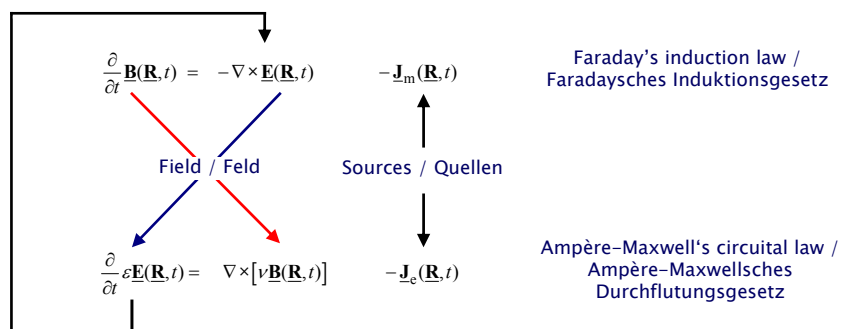 ∂/∂t B(R,t) = −∇×E(R,t) −J_m(R,t)
Faraday's induction law /
Faradaysches Induktionsgesetz
Field / Feld
Sources / Quellen
∂/∂t εE(R,t) = ∇×[νB(R,t)] −J_e(R,t)
Ampère-Maxwell's circuital law /
Ampère-Maxwellsches
Durchflutungsgesetz